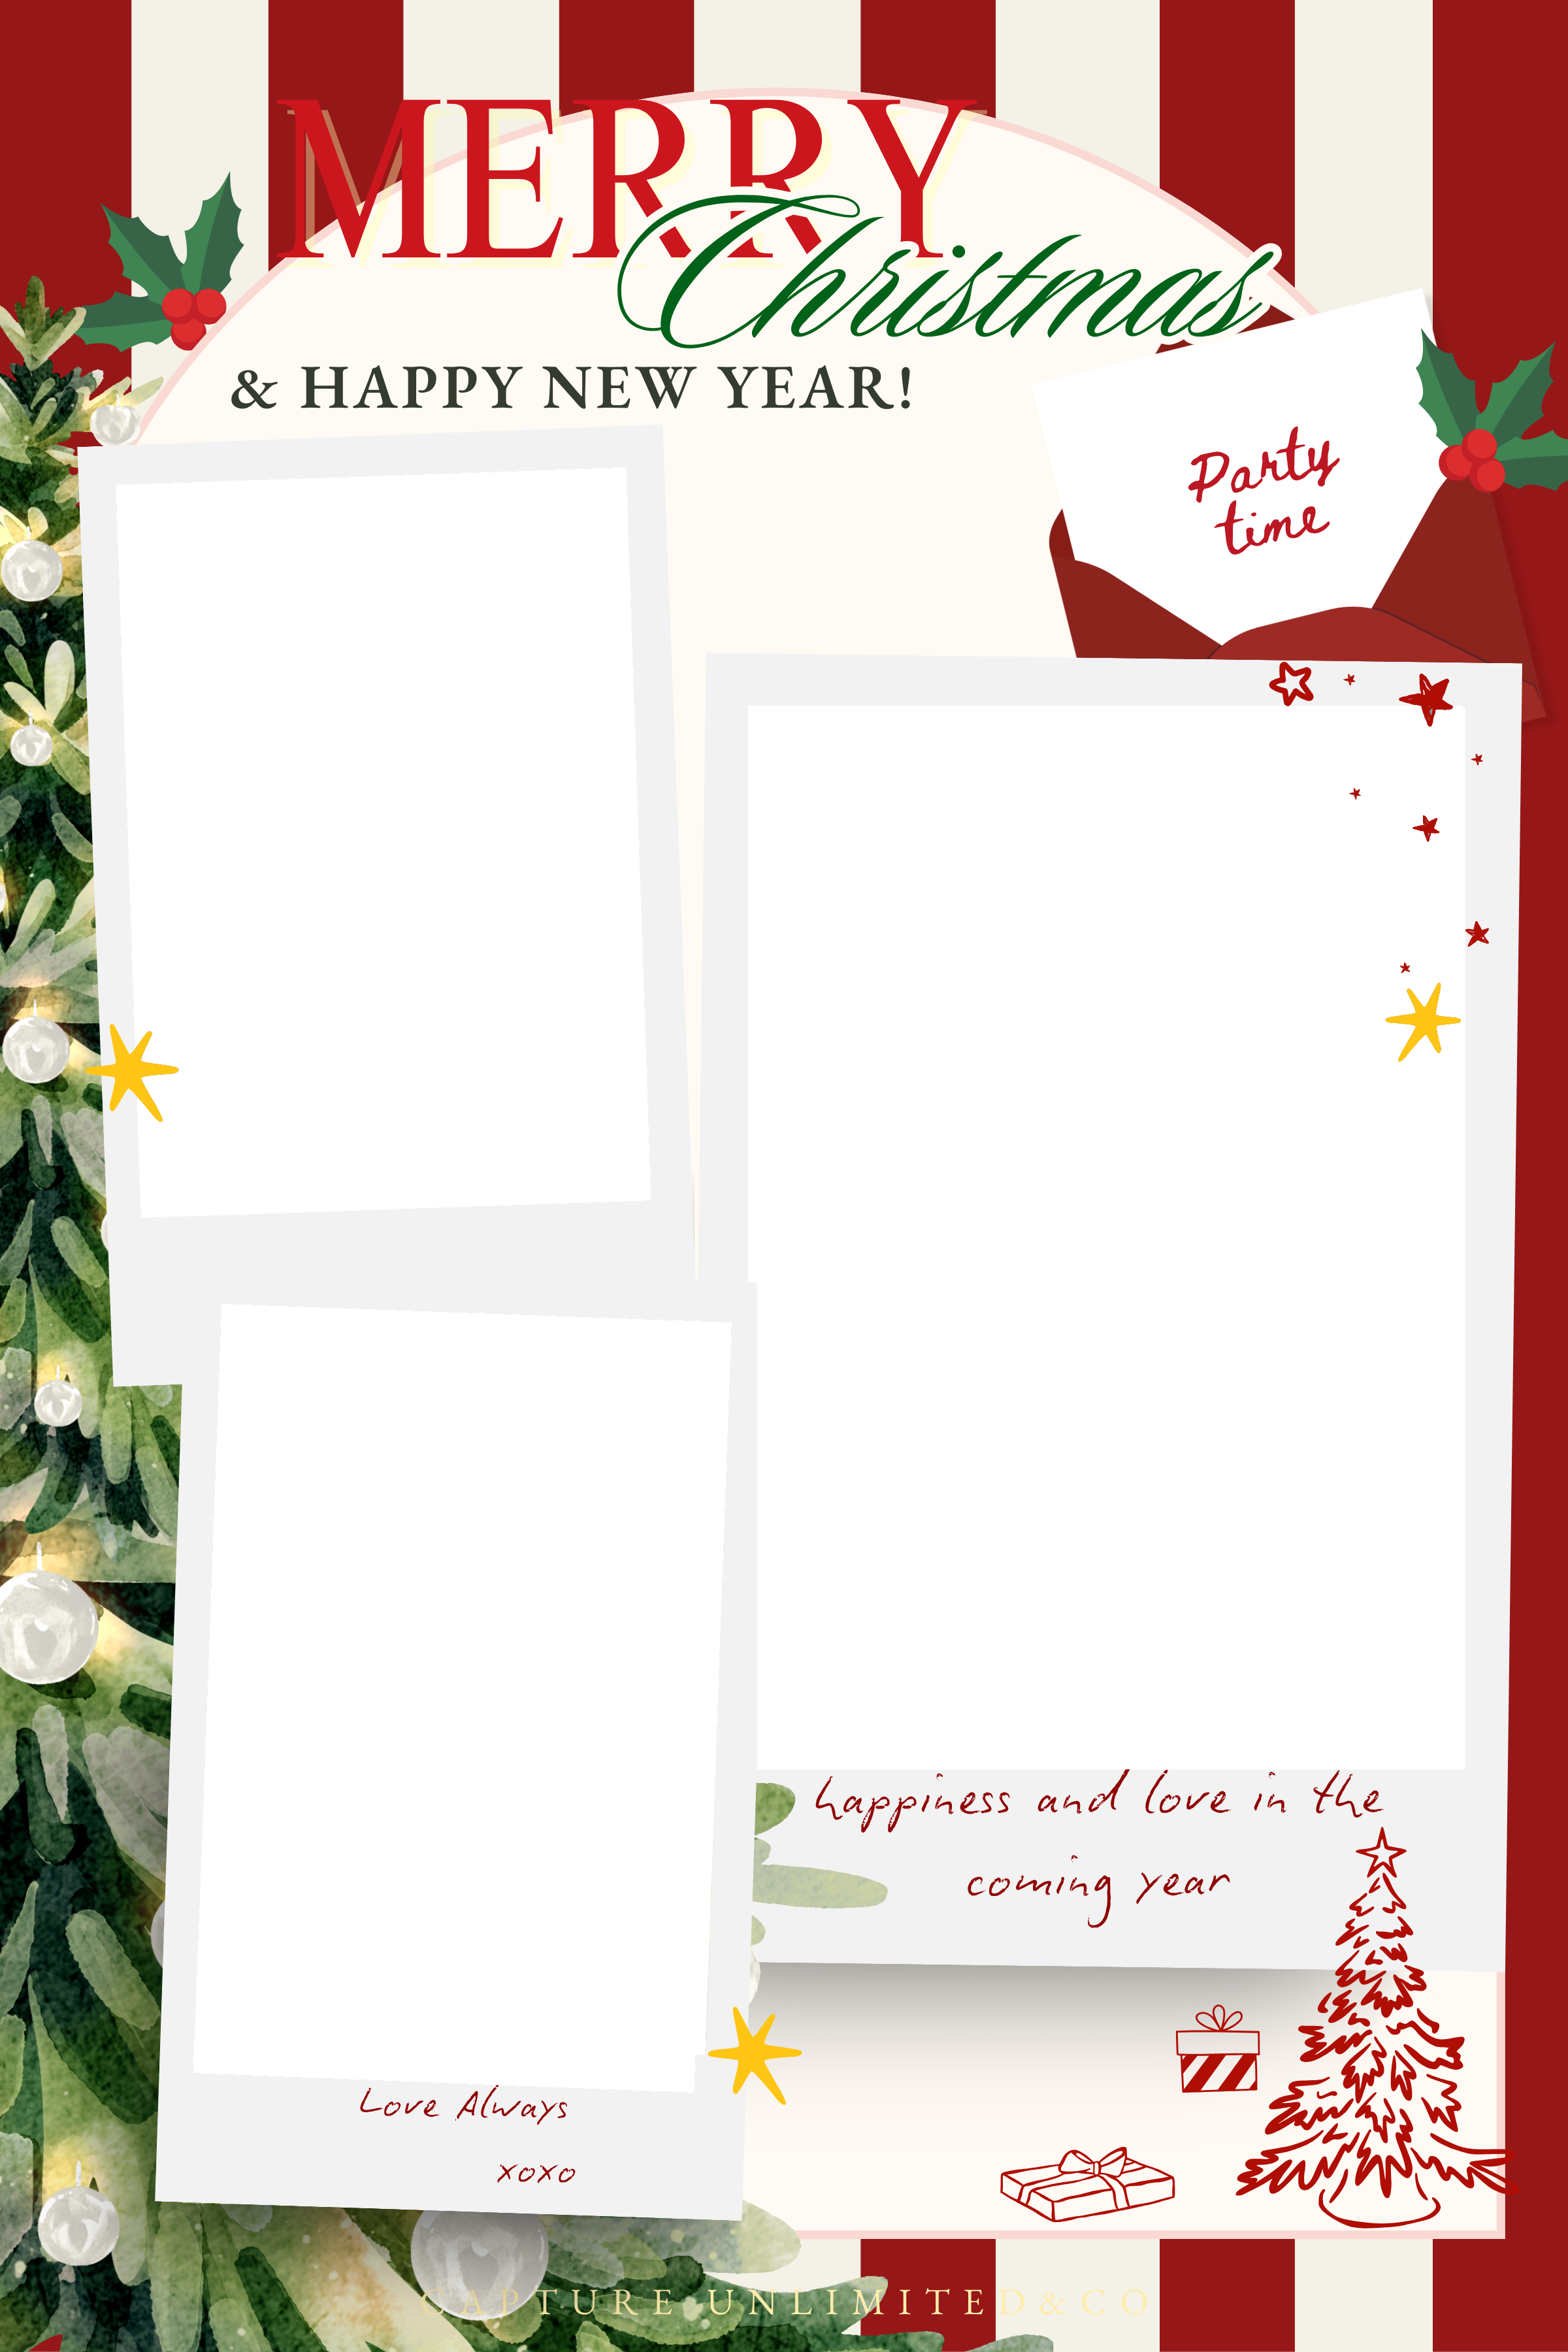 MERRY
Christmas
& HAPPY NEW YEAR!
Party
time
happiness and love in the
coming year
Love Always
xoxo
CAPTURE UNLIMITED&CO